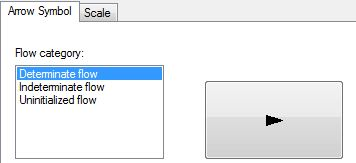 Arrow Symbol Scale
Flow category:
Determinate flow
Indeterminate flow
Uninitialized flow